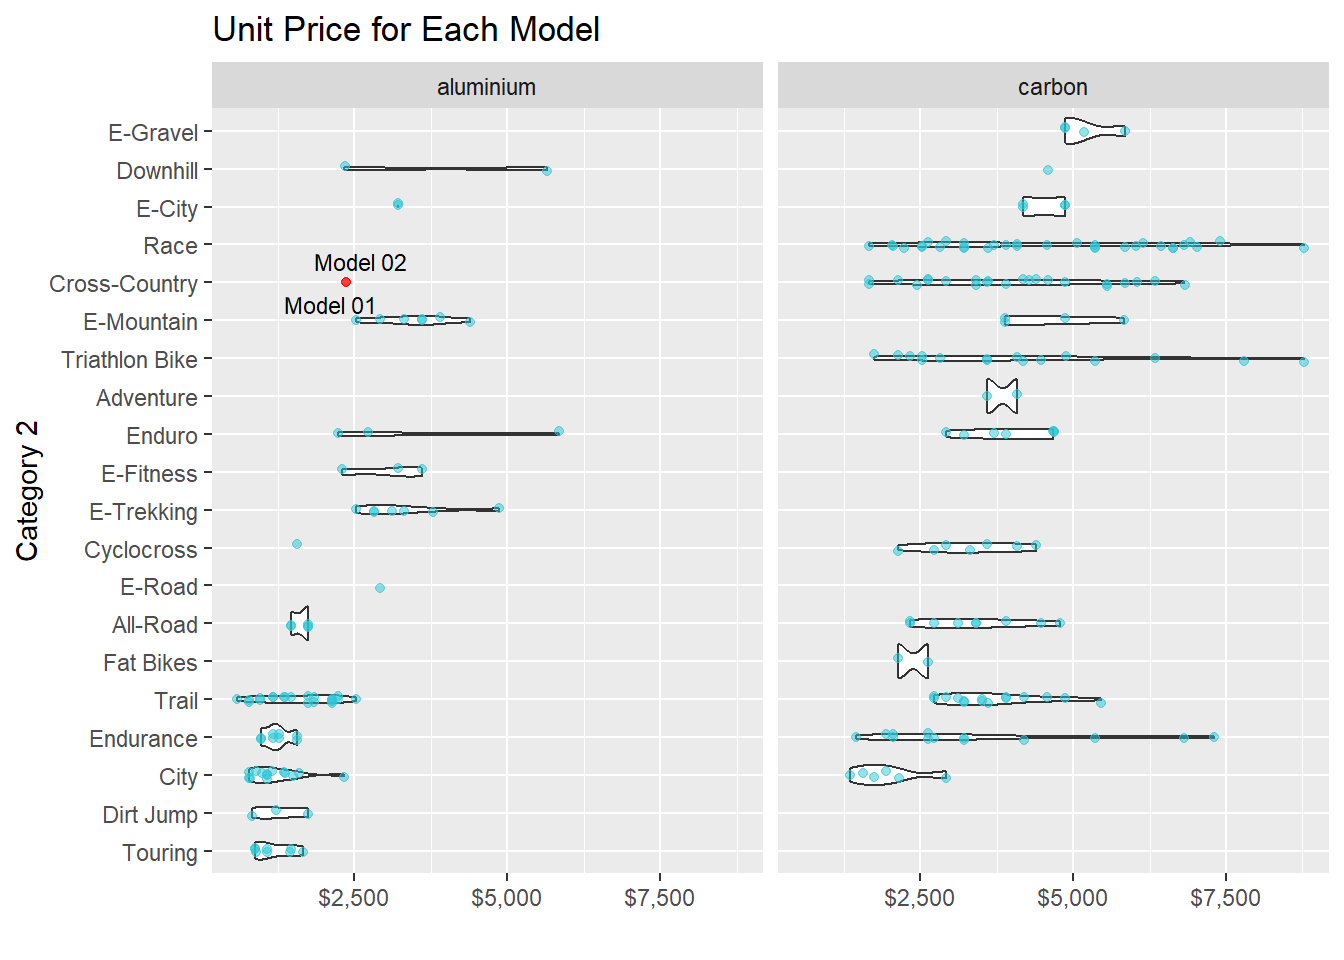 Unit Price for Each Model
aluminium
carbon
Category 2
E-Gravel
Downhill
E-City
Race
Cross-Country
E-Mountain
Triathlon Bike
Adventure
Enduro
E-Fitness
E-Trekking
Cyclocross
E-Road
All-Road
Fat Bikes
Trail
Endurance
City
Dirt Jump
Touring
Model 02
Model 01
$2,500 $5,000 $7,500
$2,500 $5,000 $7,500